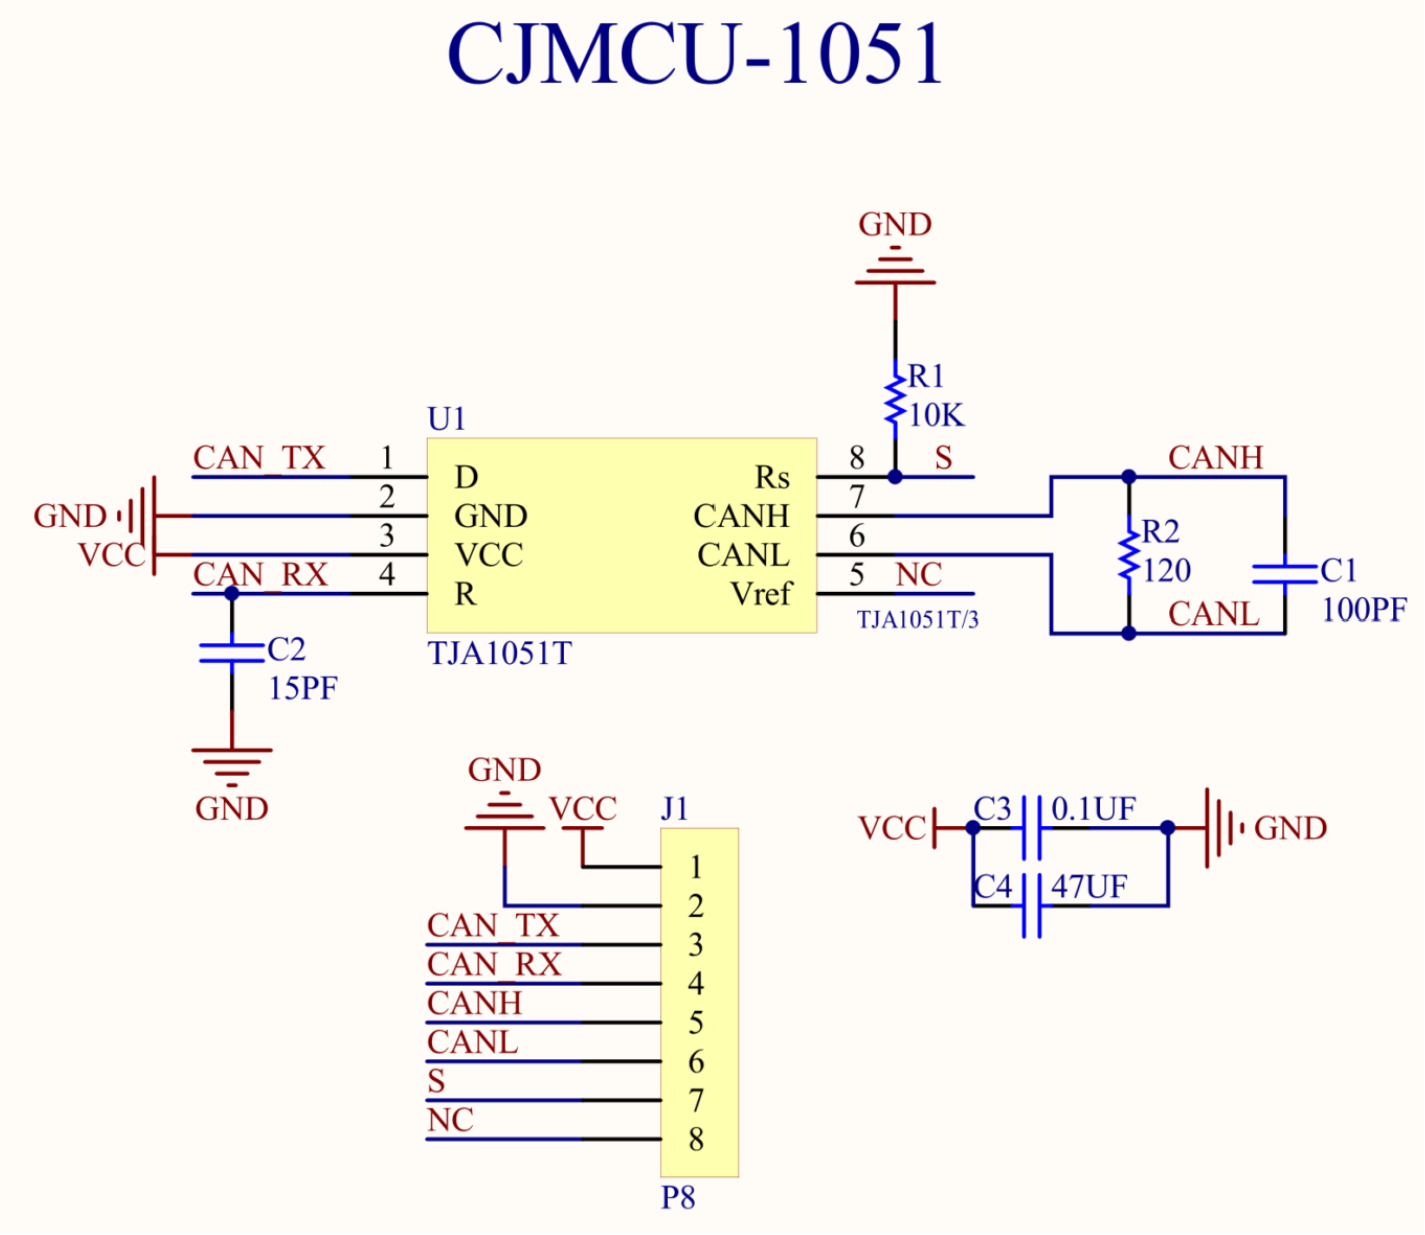 CJMCU-1051
GND
R1
10K
U1
CAN_TX 1 D Rs 8 S CANH
GND 2 GND CANH 7
VCC 3 VCC CANL 6
CAN_RX 4 R Vref 5 NC
R2
120
C1
100PF
CANL
TJA1051T/3
TJA1051T
C2
15PF
GND
GND
VCC
J1
1
2
CAN_TX 3
CAN_RX 4
CANH 5
CANL 6
S 7
NC 8
P8
VCC C3 0.1UF GND
C4 47UF